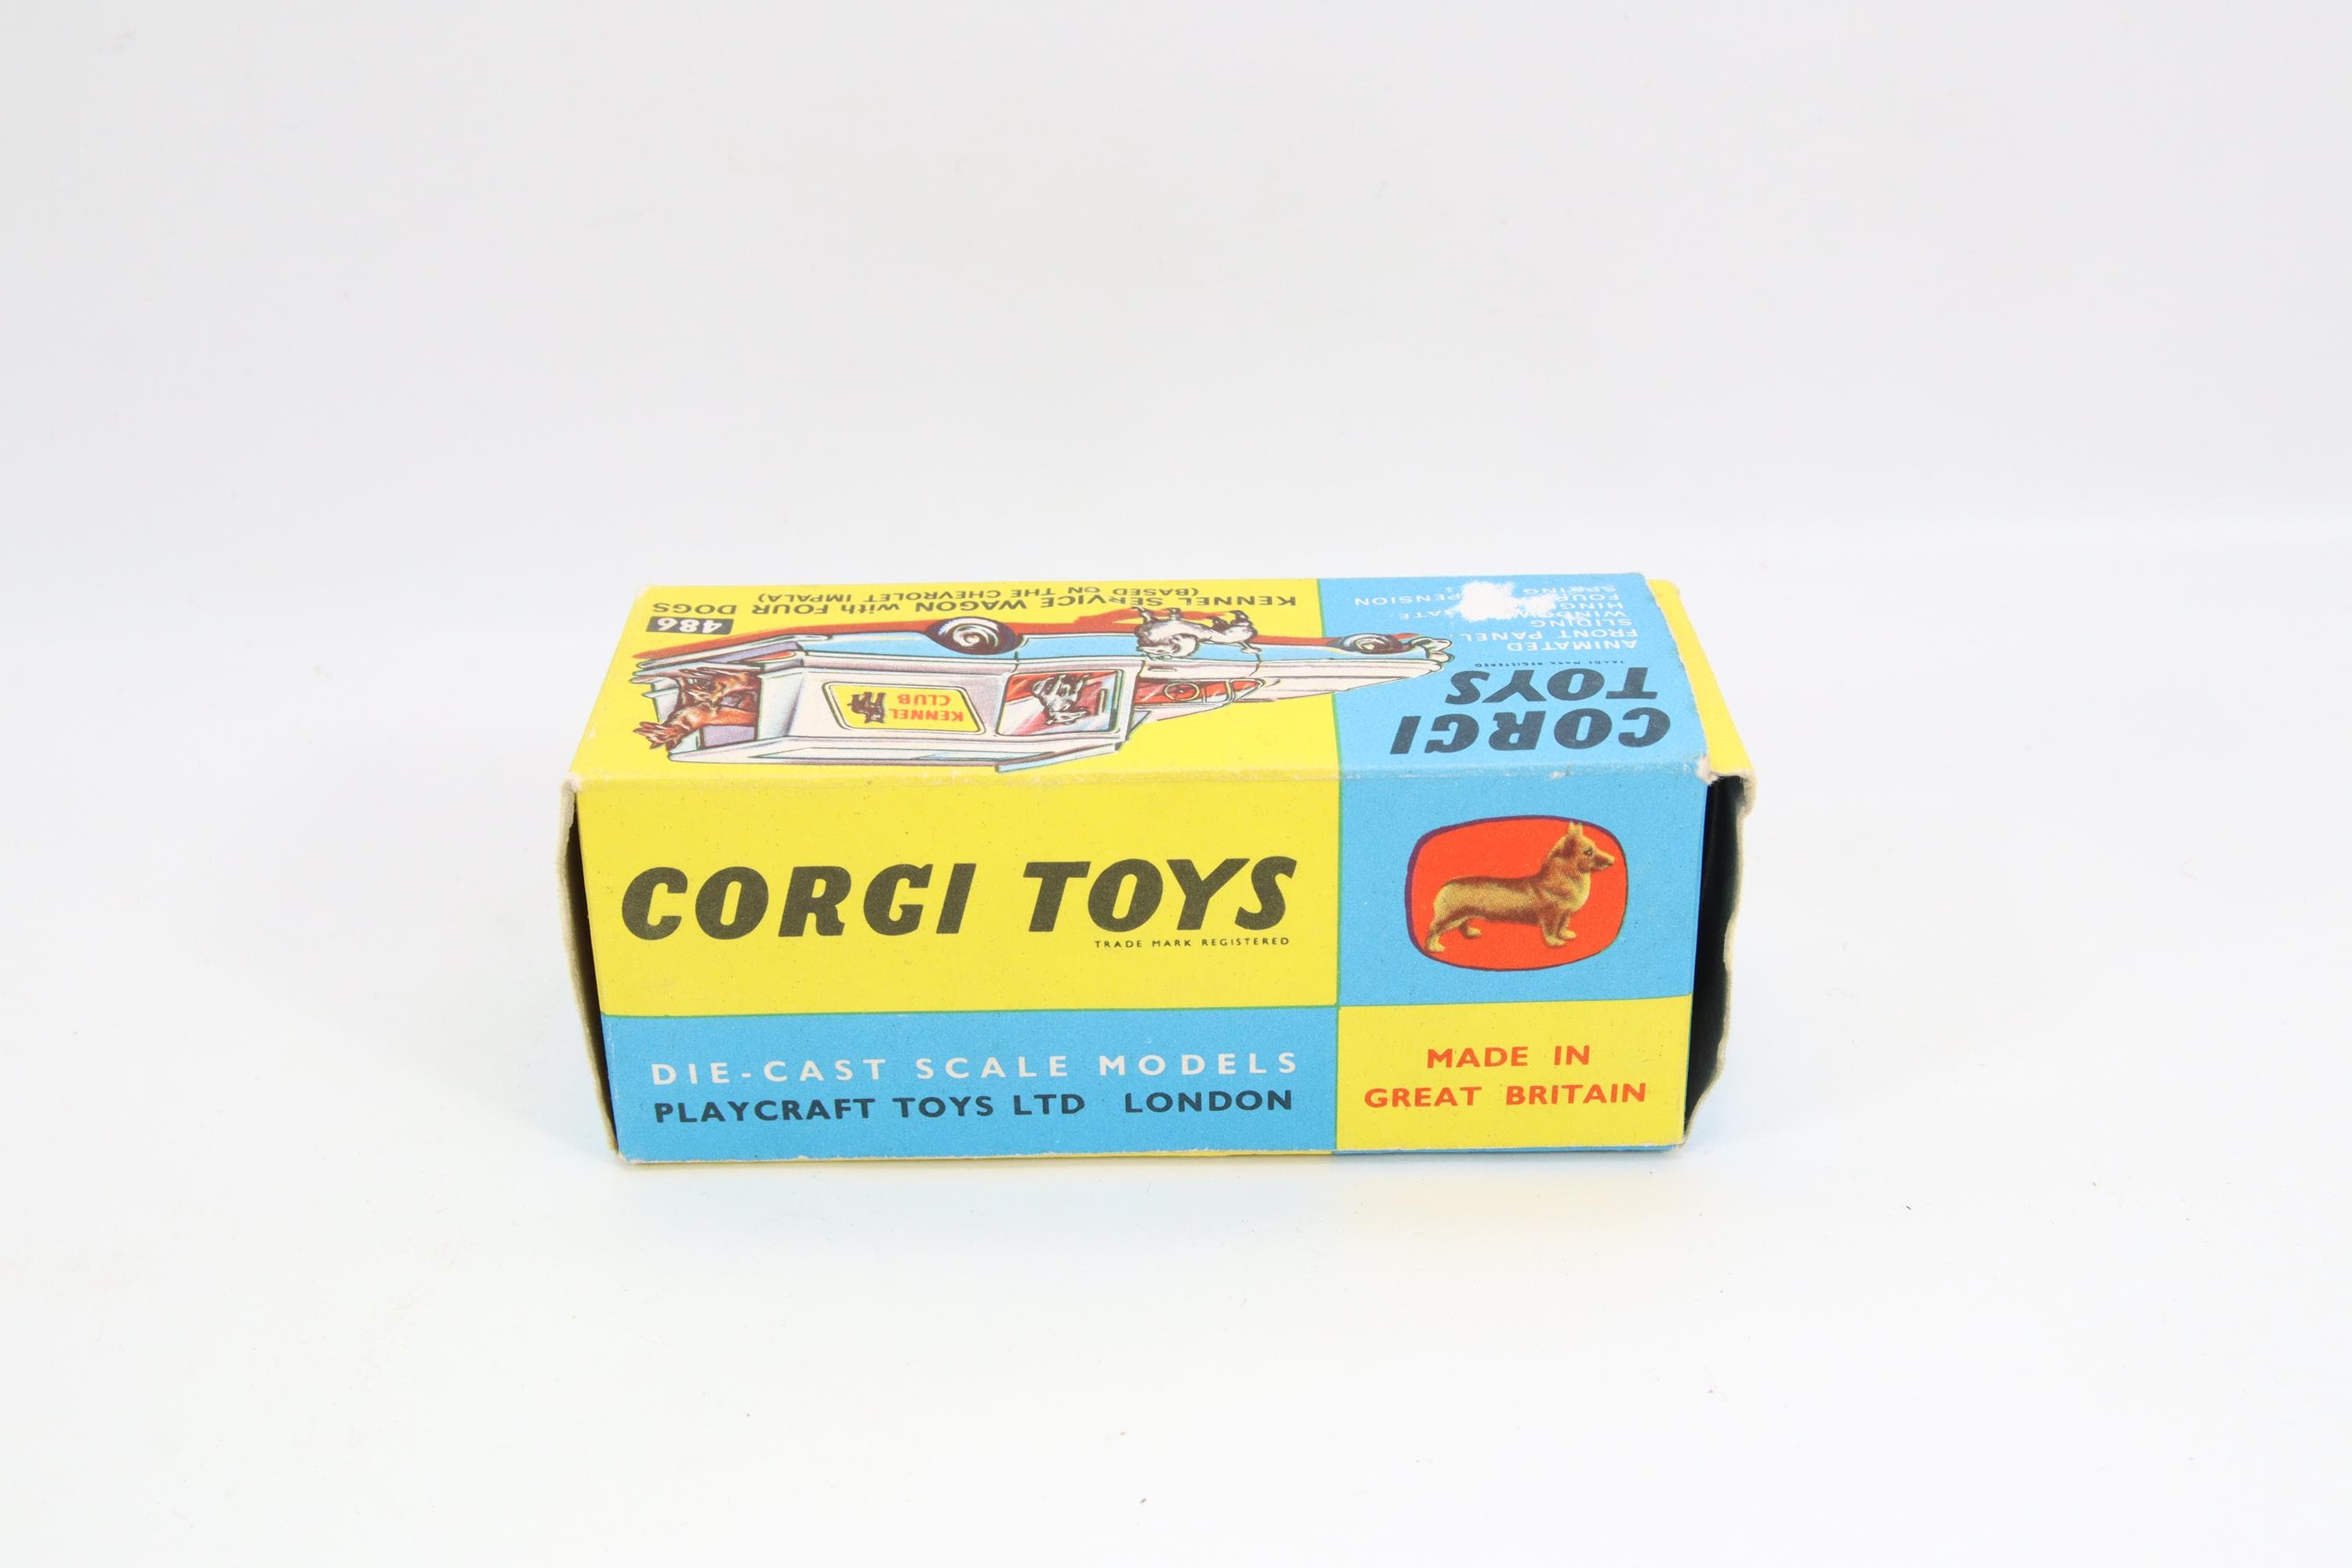 486
KENNEL SERVICE WAGON with FOUR DOGS
(BASED ON THE CHEVROLET IMPALA)
KENNEL
CLUB
CORGI
TOYS
TRADE MARK REGISTERED
ANIMATED
FRONT PANEL.
SLIDING
SPRING
CORGI TOYS
TRADE MARK REGISTERED
DIE-CAST SCALE MODELS
PLAYCRAFT TOYS LTD LONDON
MADE IN
GREAT BRITAIN